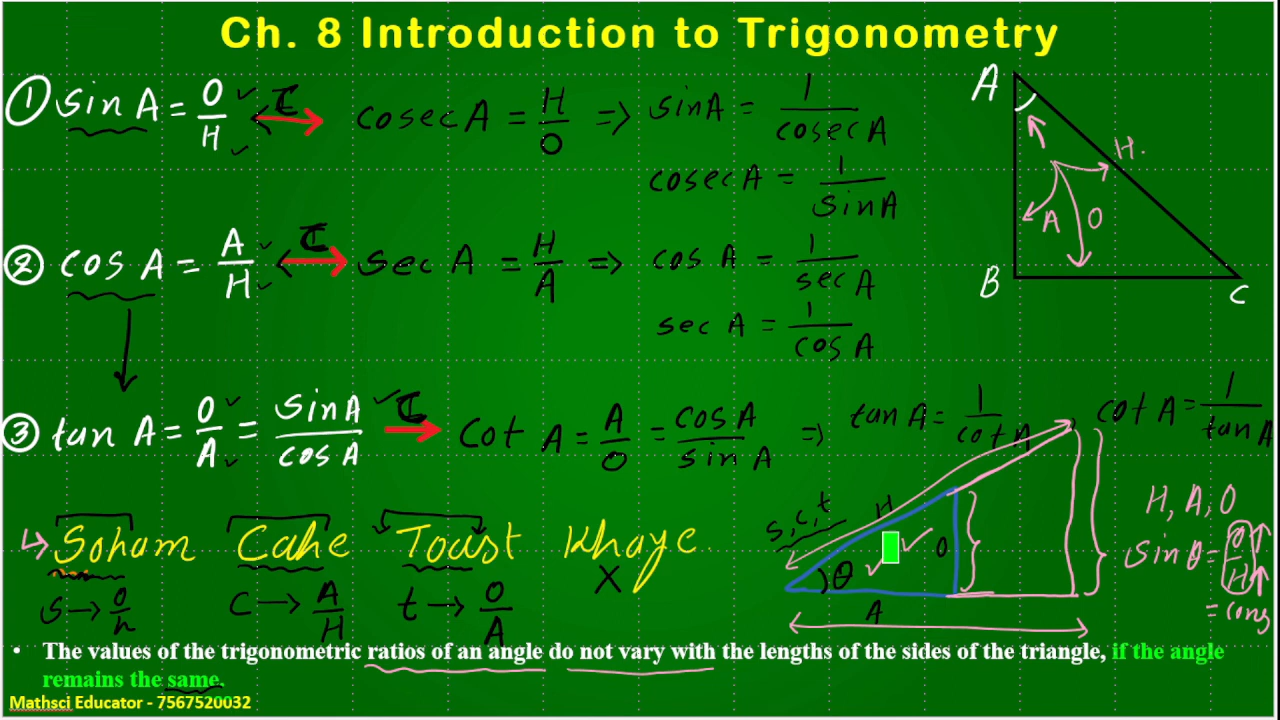 Ch. 8 Introduction to Trigonometry
① sin A = O/H ↔ cosec A = H/O ⇒ sin A = 1/cosec A
cosec A = 1/sin A
② cos A = A/H ↔ sec A = H/A ⇒ cos A = 1/sec A
sec A = 1/cos A
A
H.
A O
B
C
③ tan A = O/A = sin A/cos A → cot A = A/O = cos A/sin A ⇒ tan A = 1/cot A
cot A = 1/tan A
↳ Soham Cake Toast Khaye
X
S → O/h C → A/H t → O/A
S, C, t H
θ O
A
H, A, O
sin θ = O/H
= cons
• The values of the trigonometric ratios of an angle do not vary with the lengths of the sides of the triangle, if the angle
remains the same.
Mathsci Educator - 7567520032